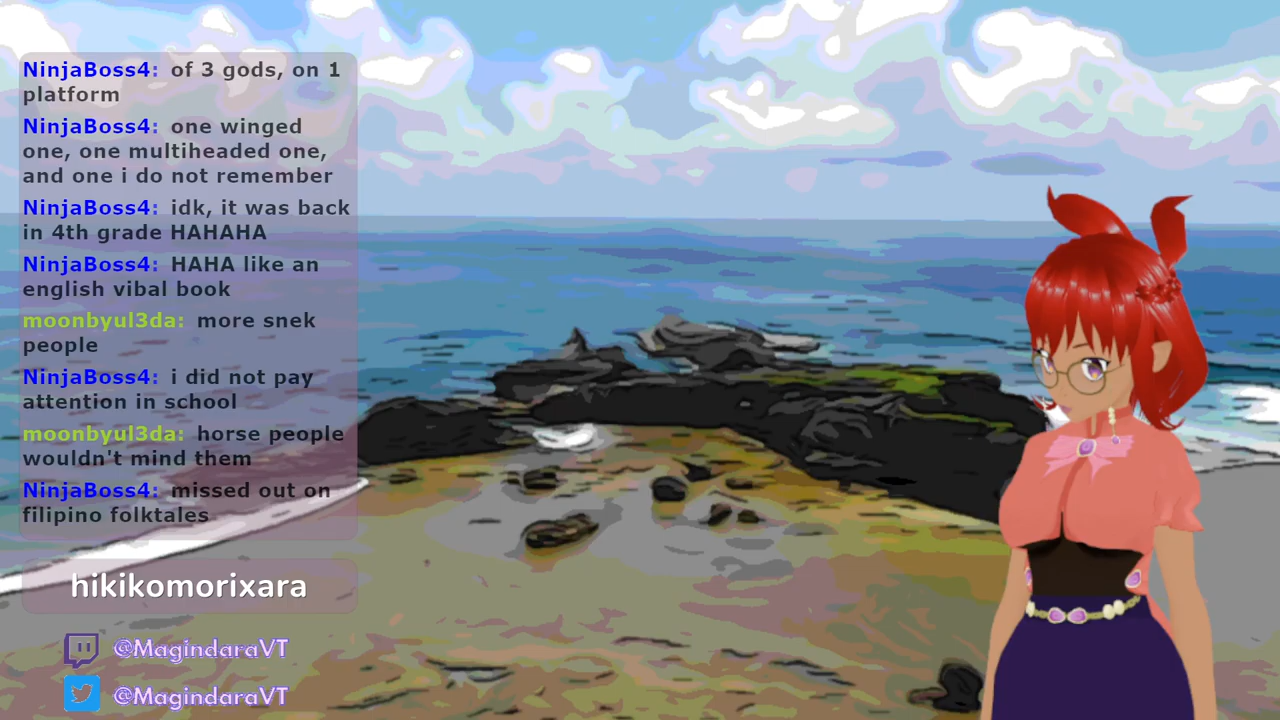 NinjaBoss4: of 3 gods, on 1
platform
NinjaBoss4: one winged
one, one multiheaded one,
and one i do not remember
NinjaBoss4: idk, it was back
in 4th grade HAHAHA
NinjaBoss4: HAHA like an
english vibal book
moonbyul3da: more snek
people
NinjaBoss4: i did not pay
attention in school
moonbyul3da: horse people
wouldn't mind them
NinjaBoss4: missed out on
filipino folktales
hikikomorixara
@MagindaraVT
@MagindaraVT